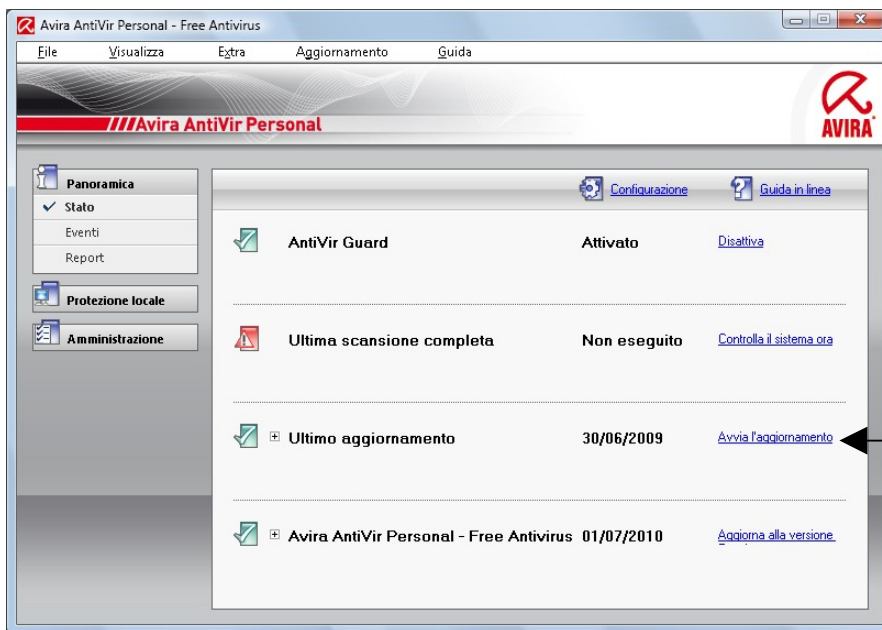 Avira AntiVir Personal - Free Antivirus
File Visualizza Extra Aggiornamento Guida
Avira AntiVir Personal
AVIRA
Panoramica
Stato
Eventi
Report
Protezione locale
Amministrazione
Configurazione Guida in linea
AntiVir Guard Attivato Disattiva
Ultima scansione completa Non eseguito Controlla il sistema ora
Ultimo aggiornamento 30/06/2009 Avvia l'aggiornamento
Avira AntiVir Personal - Free Antivirus 01/07/2010 Aggiorna alla versione